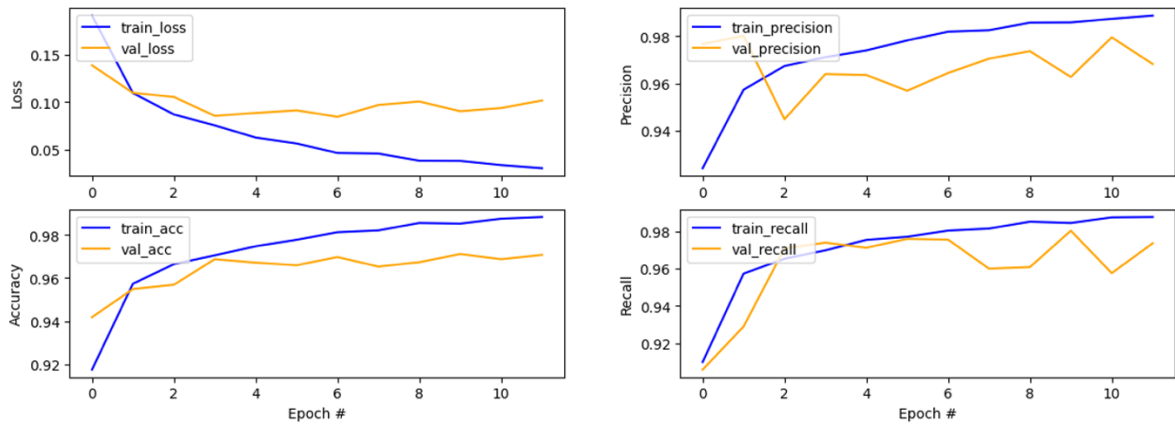 train_loss
val_loss
0.15
0.10
0.05
Loss
0 2 4 6 8 10
train_precision
val_precision
0.98
0.96
0.94
Precision
0 2 4 6 8 10
train_acc
val_acc
0.98
0.96
0.94
0.92
Accuracy
0 2 4 6 8 10
Epoch #
train_recall
val_recall
0.98
0.96
0.94
0.92
Recall
0 2 4 6 8 10
Epoch #